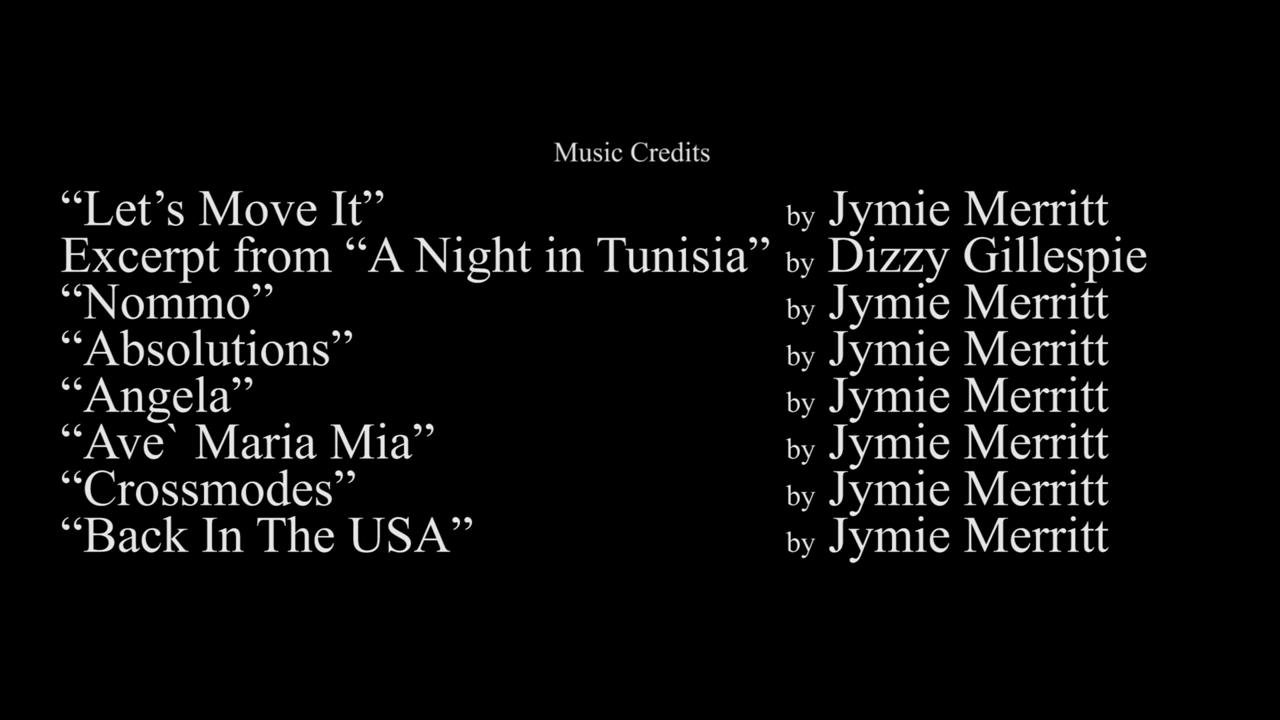 Music Credits
“Let’s Move It” by Jymie Merritt
Excerpt from “A Night in Tunisia” by Dizzy Gillespie
“Nommo” by Jymie Merritt
“Absolutions” by Jymie Merritt
“Angela” by Jymie Merritt
“Ave` Maria Mia” by Jymie Merritt
“Crossmodes” by Jymie Merritt
“Back In The USA” by Jymie Merritt